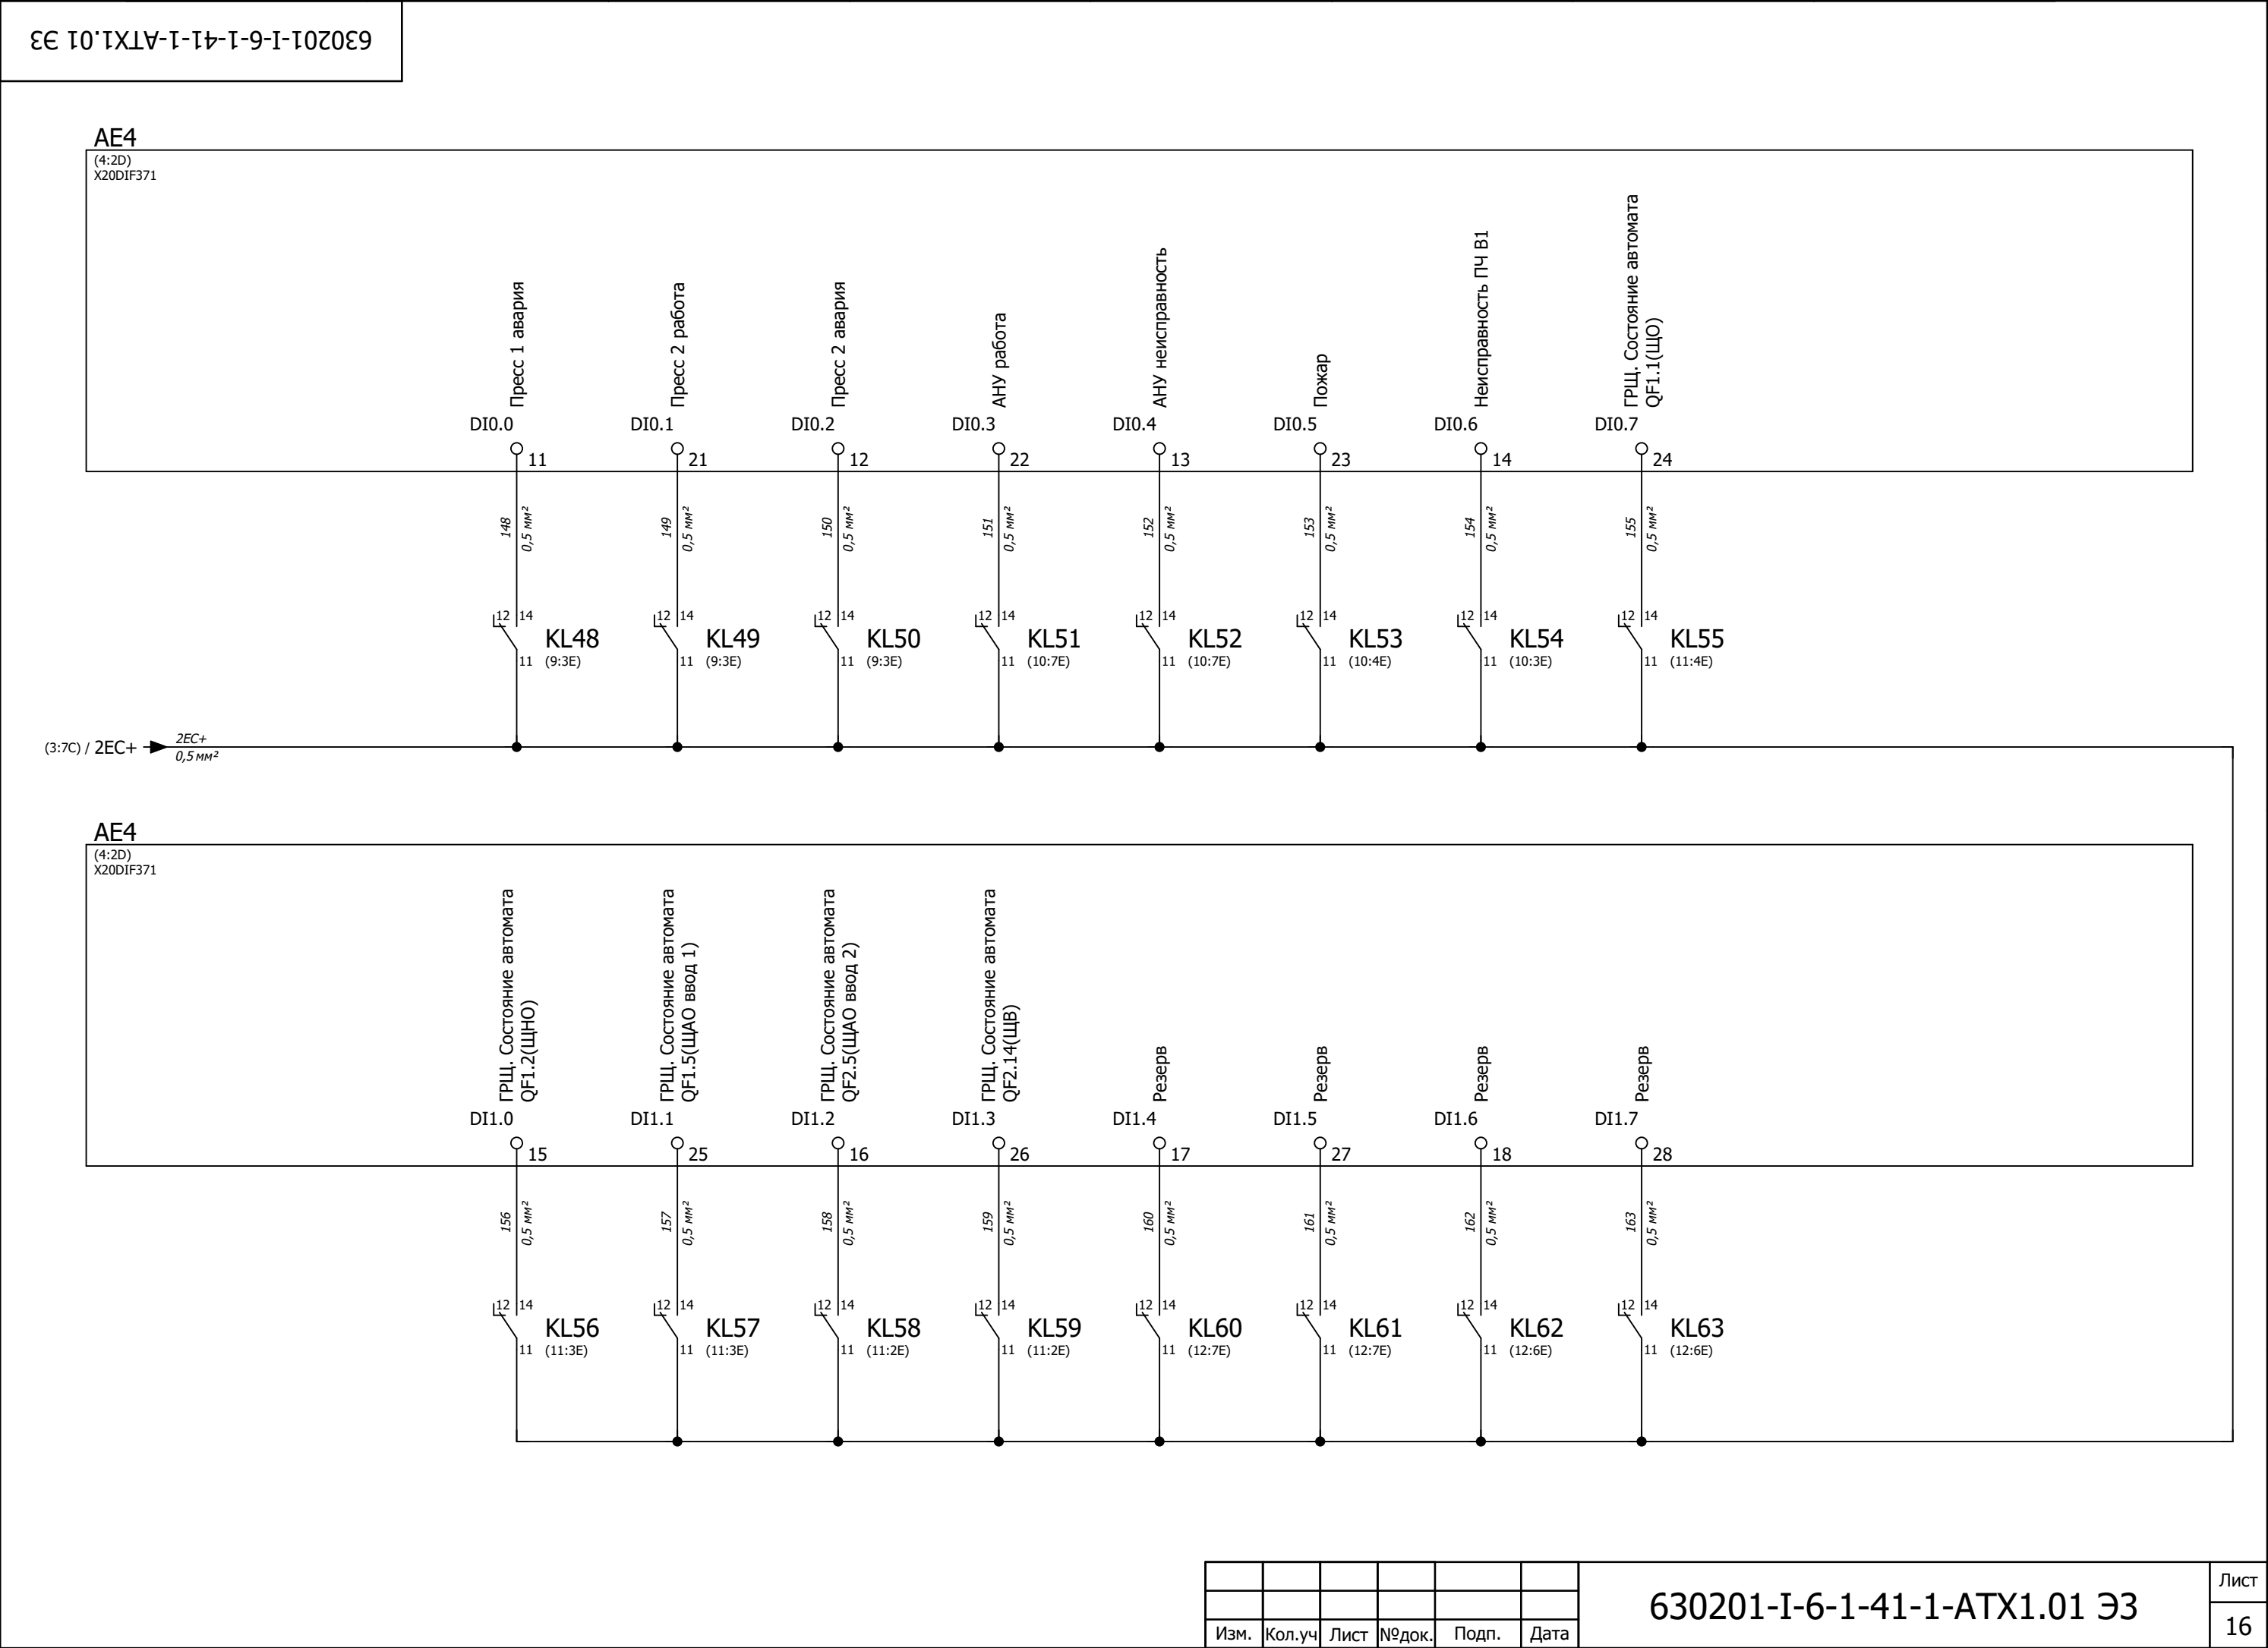 630201-I-6-1-41-1-АТХ1.01 Э3
AE4
(4:2D)
X20DIF371
Пресс 1 авария
Пресс 2 работа
Пресс 2 авария
АНУ работа
АНУ неисправность
Пожар
Неисправность ПЧ В1
ГРЩ. Состояние автомата
QF1.1(ЩО)
DI0.0 DI0.1 DI0.2 DI0.3 DI0.4 DI0.5 DI0.6 DI0.7
11 21 12 22 13 23 14 24
148 0,5 мм² 149 0,5 мм² 150 0,5 мм² 151 0,5 мм² 152 0,5 мм² 153 0,5 мм² 154 0,5 мм² 155 0,5 мм²
12 14 12 14 12 14 12 14 12 14 12 14 12 14 12 14
KL48 KL49 KL50 KL51 KL52 KL53 KL54 KL55
11 (9:3E) 11 (9:3E) 11 (9:3E) 11 (10:7E) 11 (10:7E) 11 (10:4E) 11 (10:3E) 11 (11:4E)
(3:7C) / 2EC+ 2EC+
0,5 мм²
AE4
(4:2D)
X20DIF371
ГРЩ. Состояние автомата
QF1.2(ЩНО)
ГРЩ. Состояние автомата
QF1.5(ЩАО ввод 1)
ГРЩ. Состояние автомата
QF2.5(ЩАО ввод 2)
ГРЩ. Состояние автомата
QF2.14(ЩВ)
Резерв
Резерв
Резерв
Резерв
DI1.0 DI1.1 DI1.2 DI1.3 DI1.4 DI1.5 DI1.6 DI1.7
15 25 16 26 17 27 18 28
156 0,5 мм² 157 0,5 мм² 158 0,5 мм² 159 0,5 мм² 160 0,5 мм² 161 0,5 мм² 162 0,5 мм² 163 0,5 мм²
12 14 12 14 12 14 12 14 12 14 12 14 12 14 12 14
KL56 KL57 KL58 KL59 KL60 KL61 KL62 KL63
11 (11:3E) 11 (11:3E) 11 (11:2E) 11 (11:2E) 11 (12:7E) 11 (12:7E) 11 (12:6E) 11 (12:6E)
Изм. Кол.уч Лист №док. Подп. Дата
630201-I-6-1-41-1-АТХ1.01 Э3
Лист
16